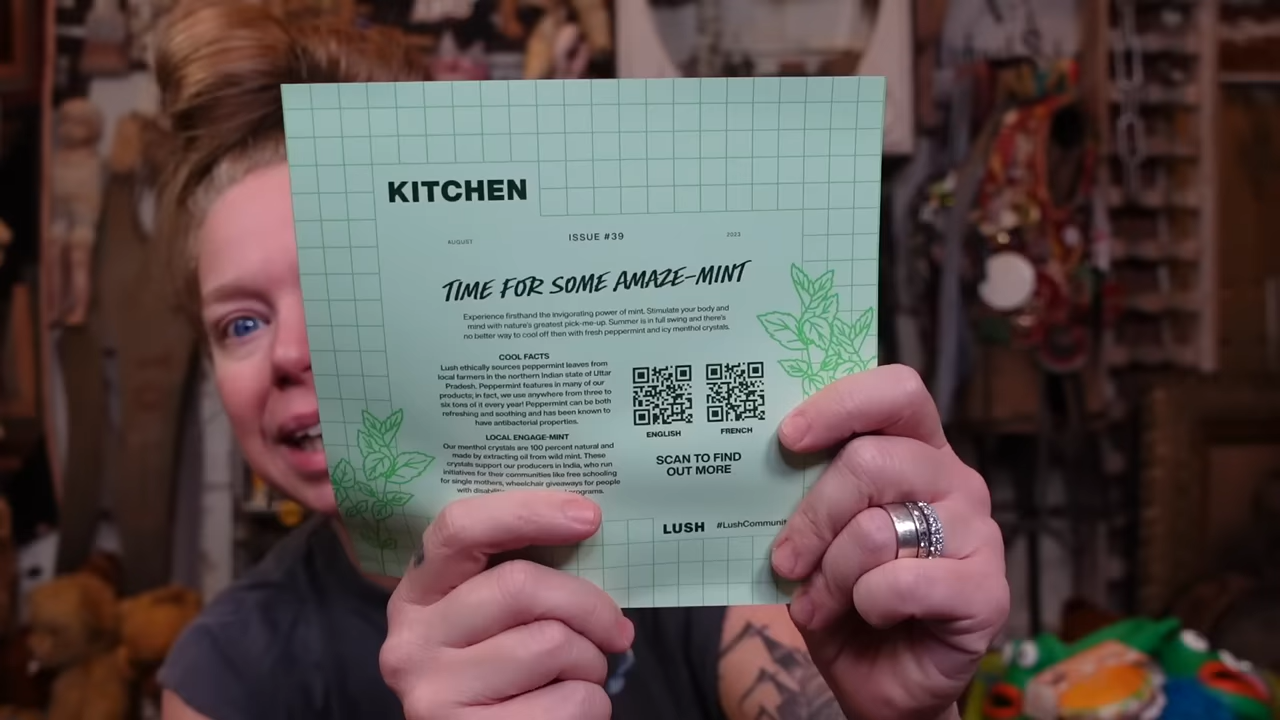 KITCHEN
AUGUST
ISSUE #39
2023
TIME FOR SOME AMAZE-MINT
Experience firsthand the invigorating power of mint. Stimulate your body and
mind with nature's greatest pick-me-up. Summer is in full swing and there's
no better way to cool off then with fresh peppermint and icy menthol crystals.
COOL FACTS
Lush ethically sources peppermint leaves from
local farmers in the northern Indian state of Uttar
Pradesh. Peppermint features in many of our
products; in fact, we use anywhere from three to
six tons of it every year! Peppermint can be both
refreshing and soothing and has been known to
have antibacterial properties.
LOCAL ENGAGE-MINT
Our menthol crystals are 100 percent natural and
made by extracting oil from wild mint. These
crystals support our producers in India, who run
initiatives for their communities like free schooling
for single mothers, wheelchair giveaways for people
with
ENGLISH
FRENCH
SCAN TO FIND
OUT MORE
LUSH